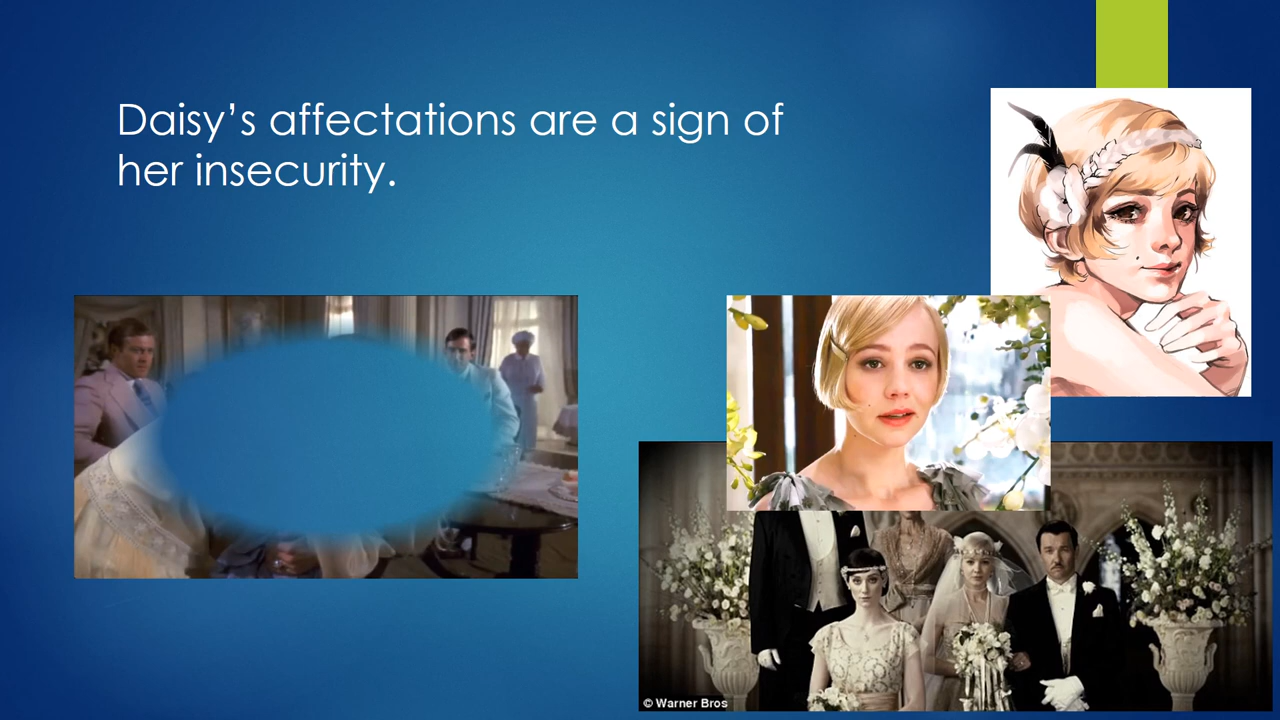 Daisy’s affectations are a sign of
her insecurity.
© Warner Bros